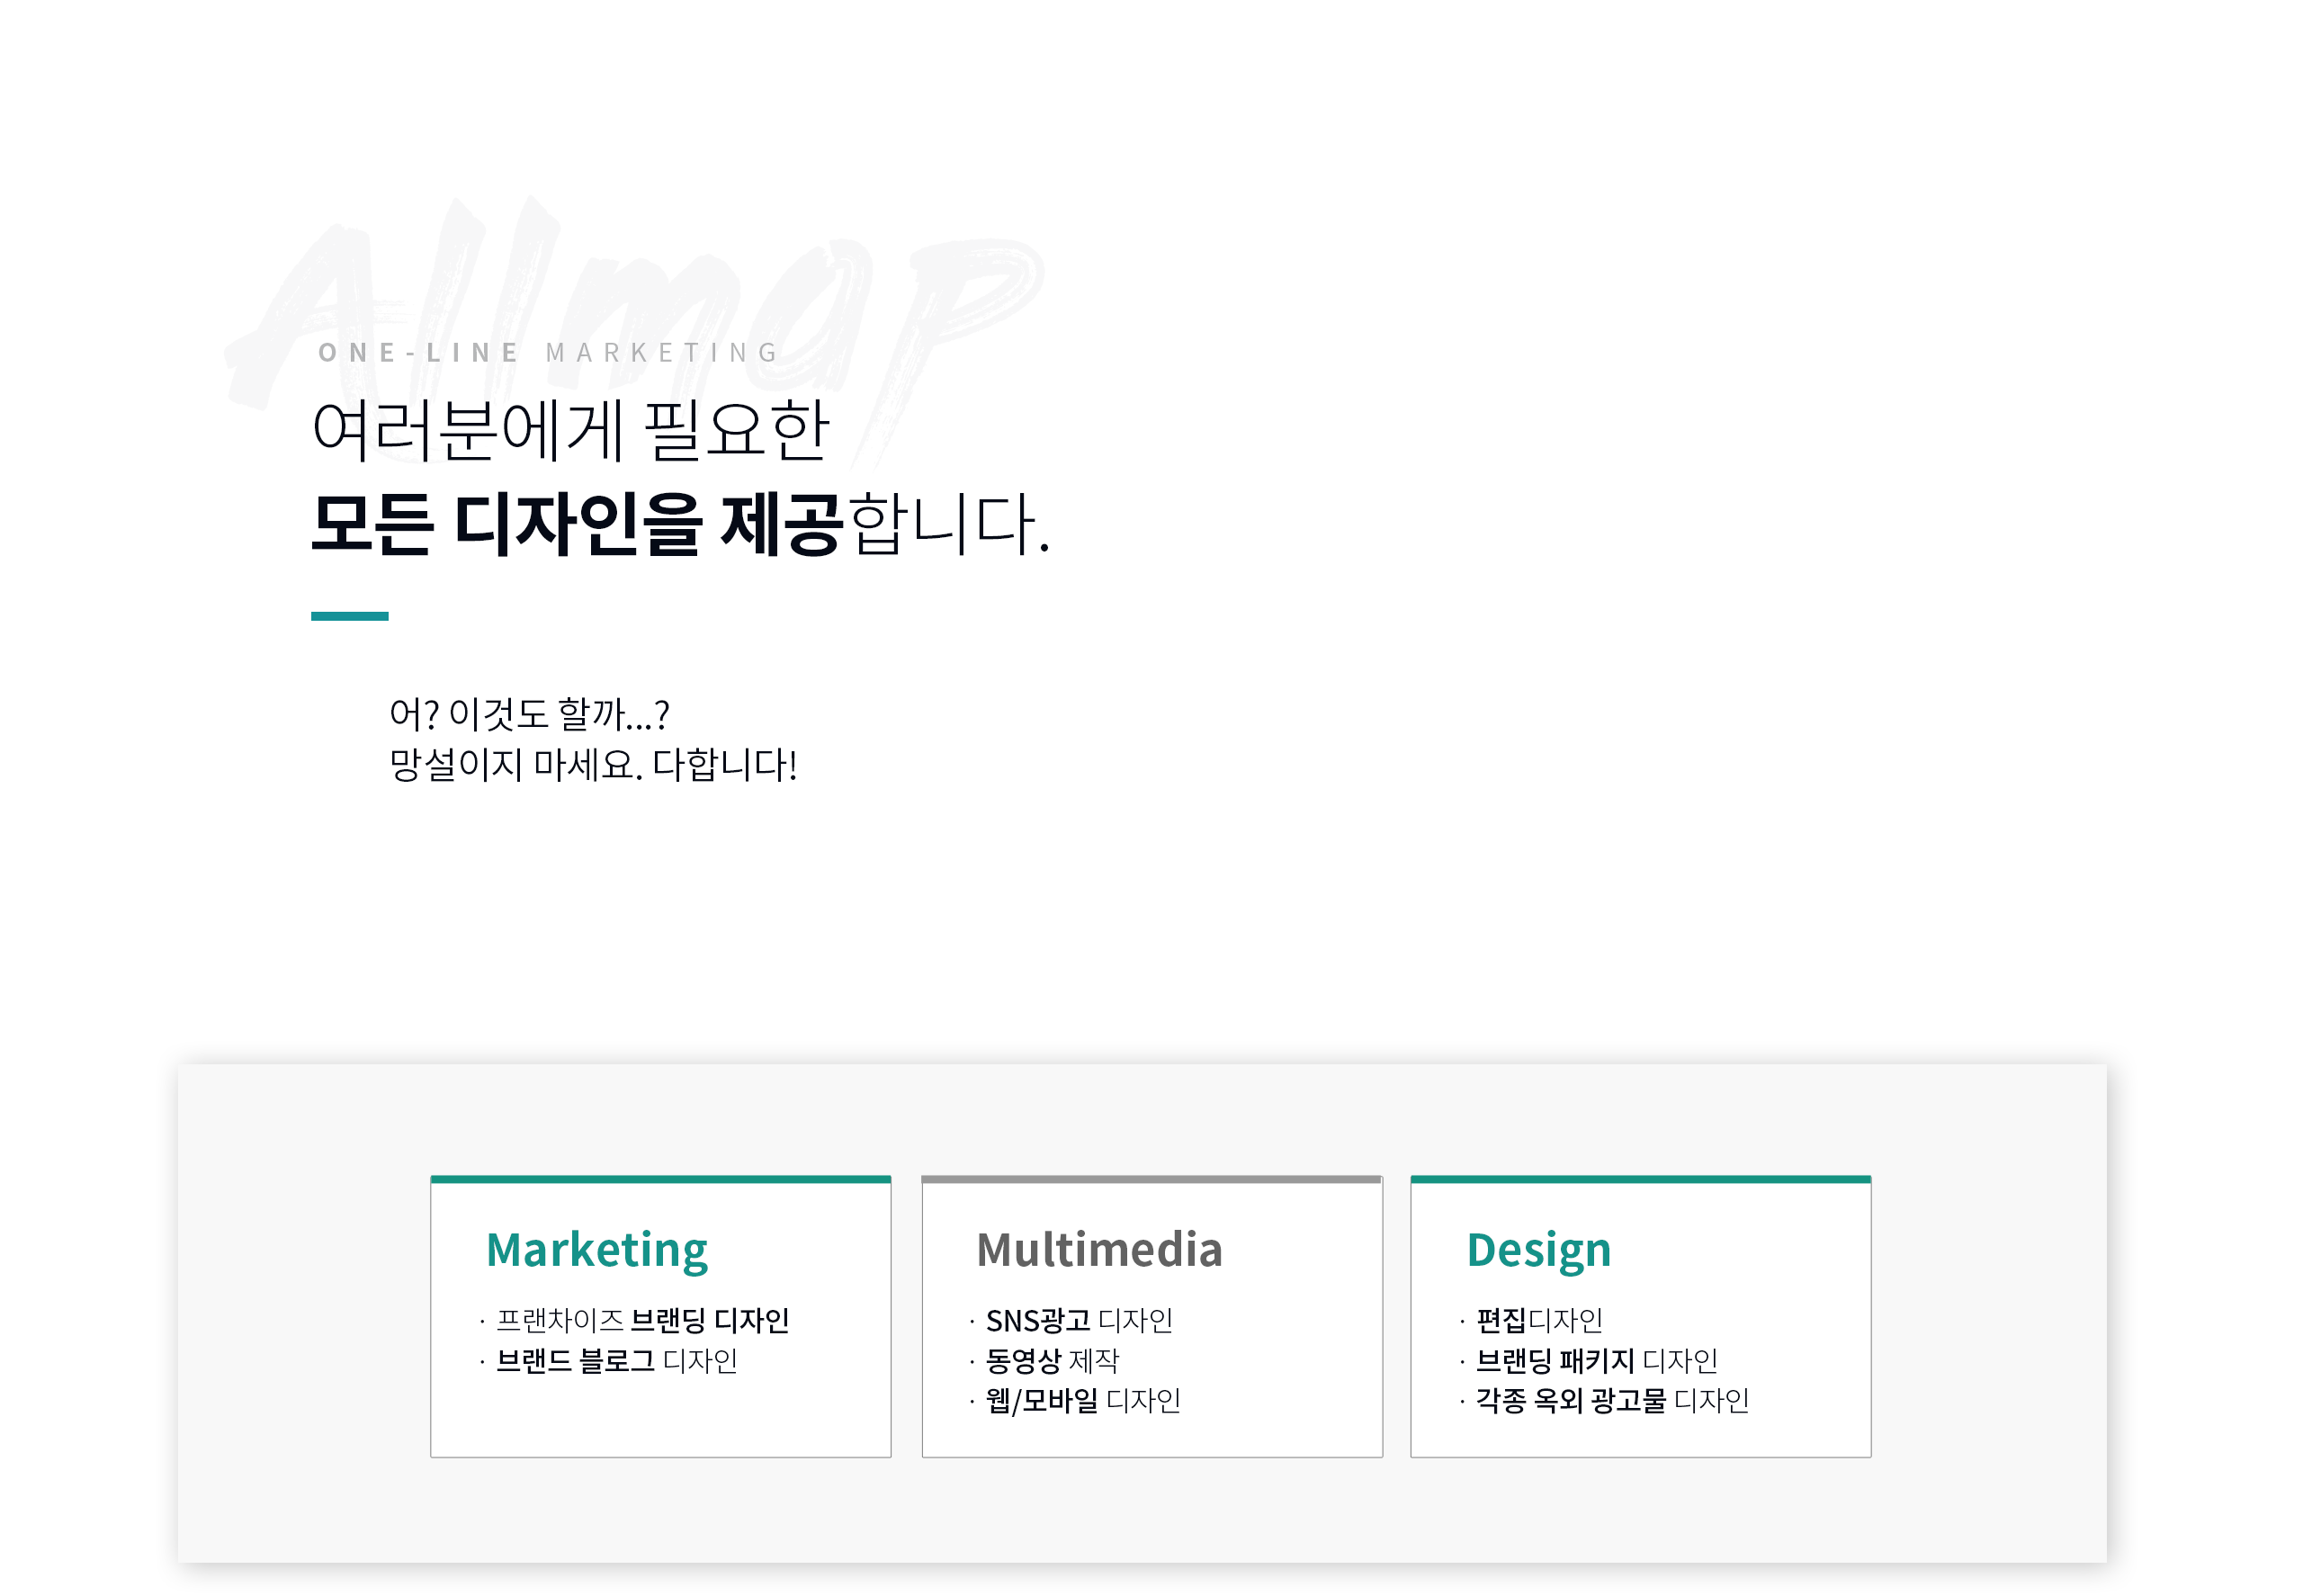 Allmap
ONE-LINE MARKETING
여러분에게 필요한
모든 디자인을 제공합니다.
어? 이것도 할까...?
망설이지 마세요. 다합니다!
Marketing
· 프랜차이즈 브랜딩 디자인
· 브랜드 블로그 디자인
Multimedia
· SNS광고 디자인
· 동영상 제작
· 웹/모바일 디자인
Design
· 편집디자인
· 브랜딩 패키지 디자인
· 각종 옥외 광고물 디자인